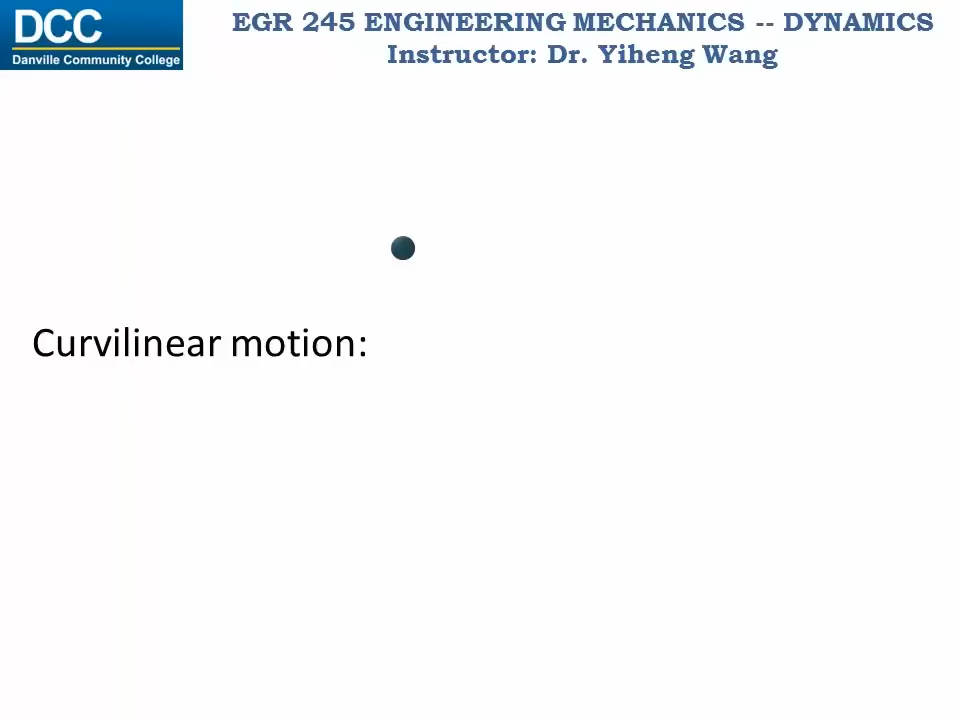 DCC
Danville Community College
EGR 245 ENGINEERING MECHANICS -- DYNAMICS
Instructor: Dr. Yiheng Wang
Curvilinear motion: